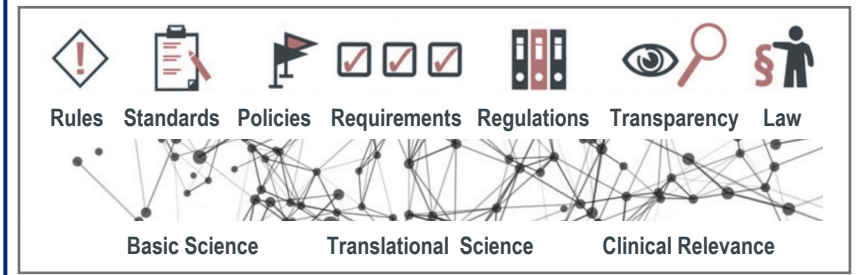 Rules Standards Policies Requirements Regulations Transparency Law
Basic Science Translational Science Clinical Relevance